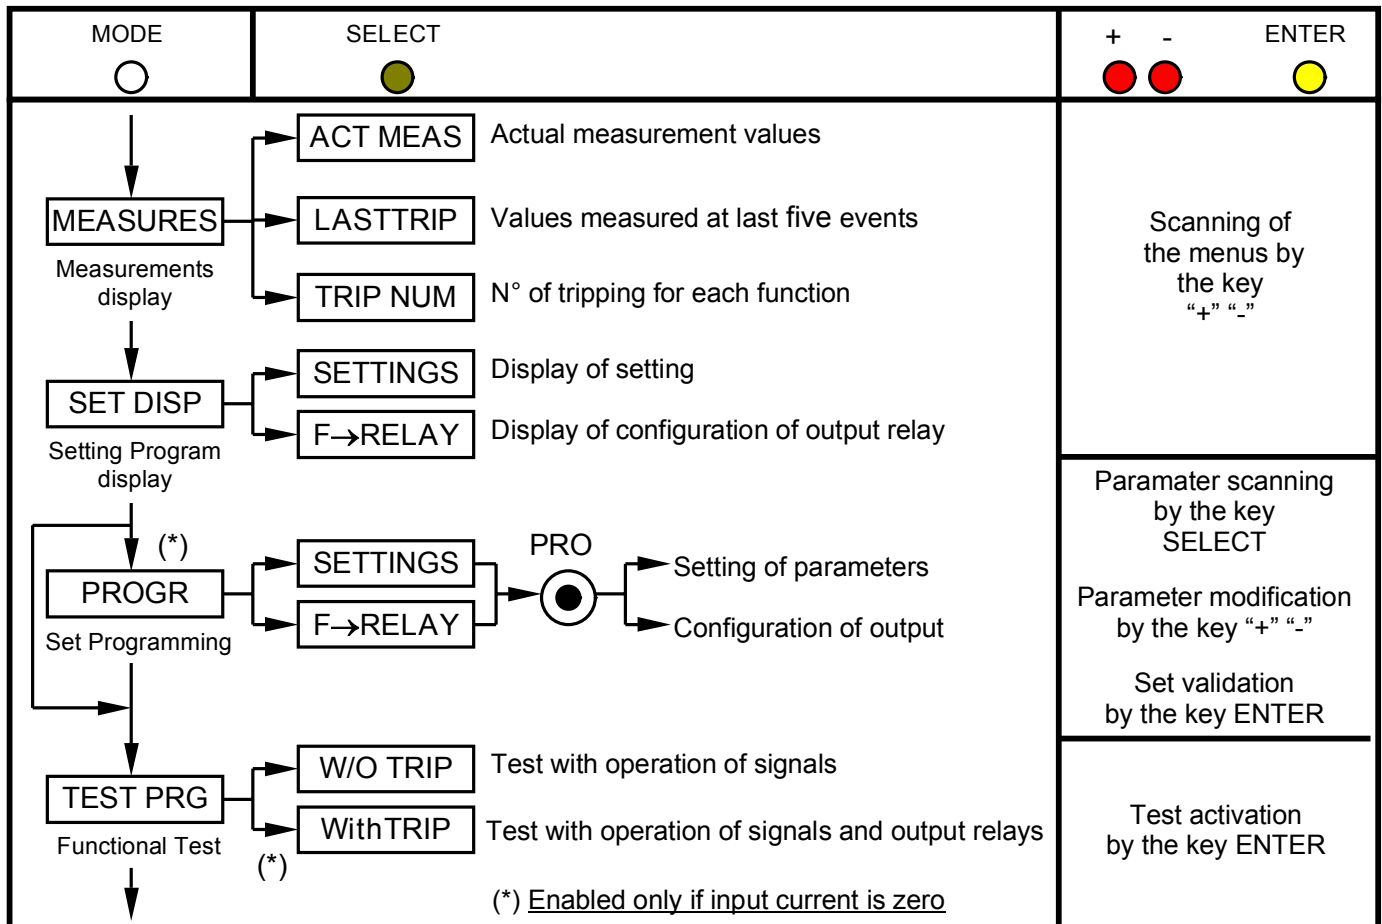 MODE
SELECT
+ -
ENTER
ACT MEAS
Actual measurement values
MEASURES
Measurements
display
LASTTRIP
Values measured at last five events
TRIP NUM
N° of tripping for each function
Scanning of
the menus by
the key
“+” “-”
SET DISP
Setting Program
display
SETTINGS
Display of setting
F→RELAY
Display of configuration of output relay
(*)
PROGR
Set Programming
SETTINGS
F→RELAY
PRO
Setting of parameters
Configuration of output
Paramater scanning
by the key
SELECT
Parameter modification
by the key “+” “-”
Set validation
by the key ENTER
TEST PRG
Functional Test
W/O TRIP
Test with operation of signals
WithTRIP
Test with operation of signals and output relays
(*)
(*) Enabled only if input current is zero
Test activation
by the key ENTER